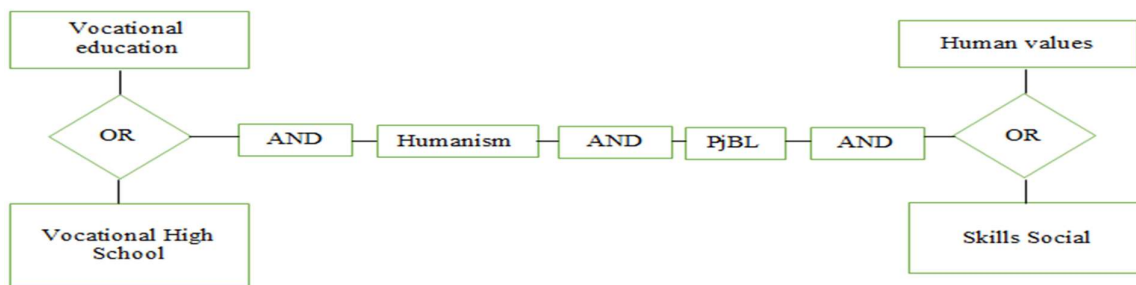 Vocational
education
Human values
OR
AND
Humanism
AND
PjBL
AND
OR
Vocational High
School
Skills Social